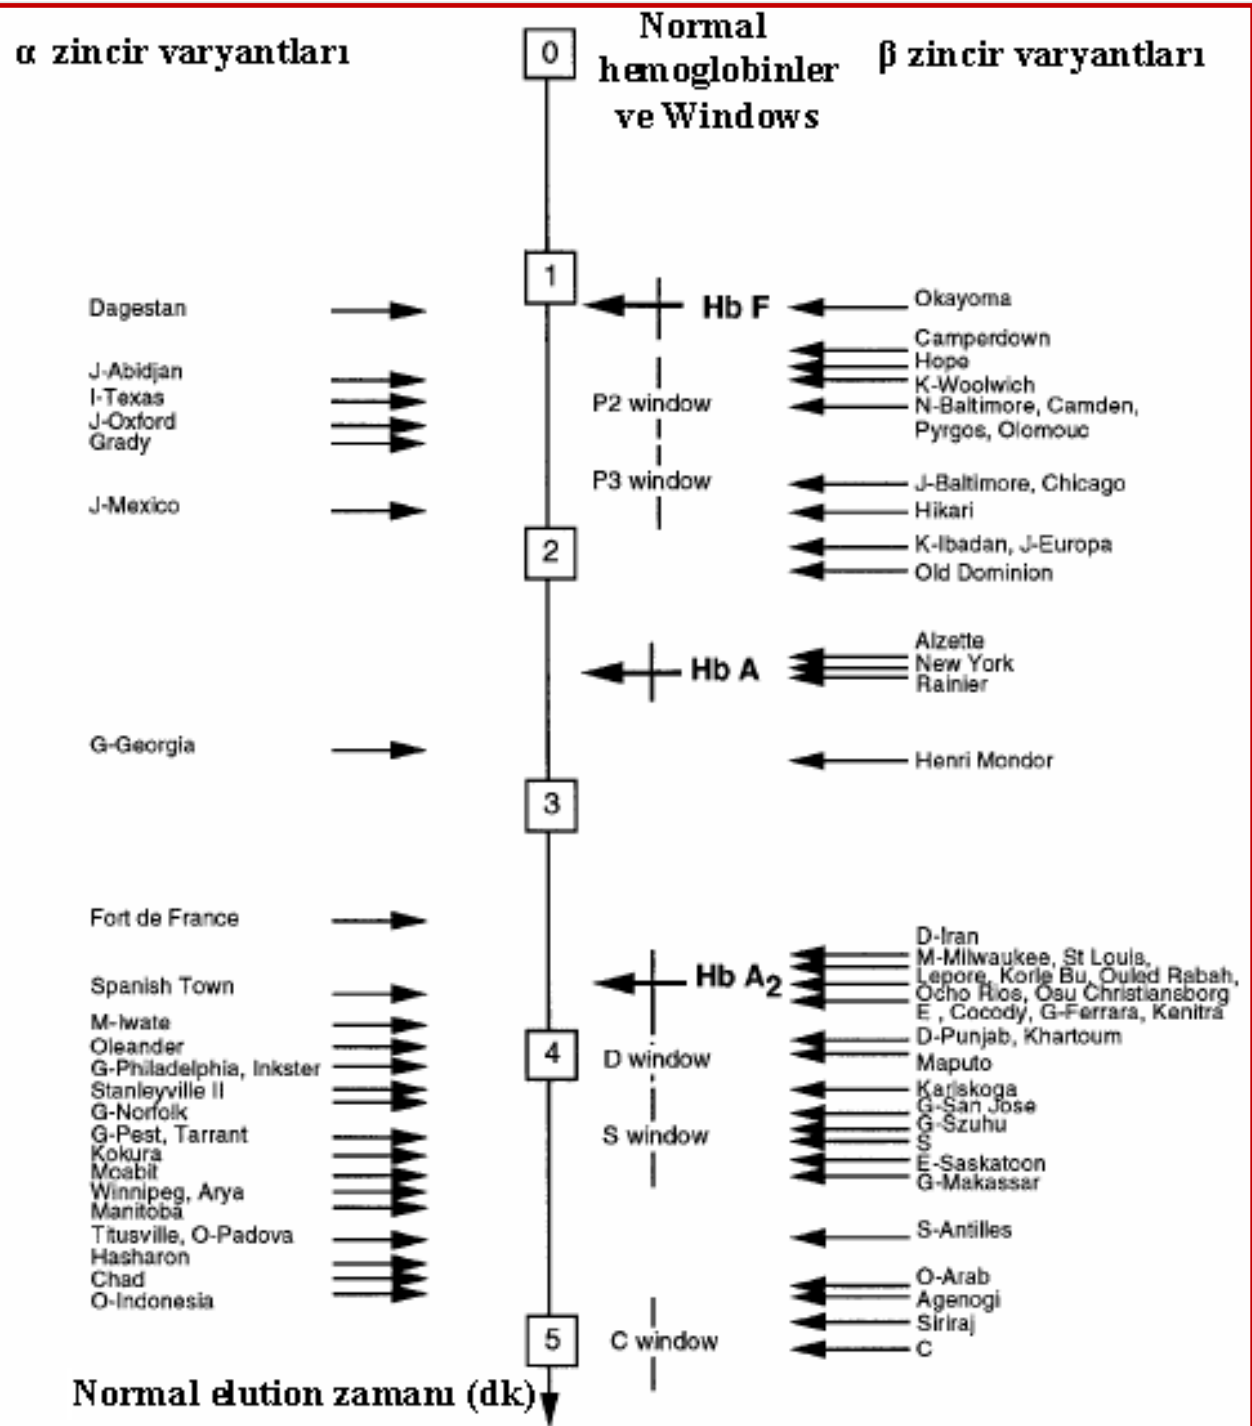 α zincir varyantları
Normal
hemoglobinler
ve Windows
β zincir varyantları
0
1
2
3
4
5
Dagestan
J-Abidjan
I-Texas
J-Oxford
Grady
J-Mexico
G-Georgia
Fort de France
Spanish Town
M-Iwate
Oleander
G-Philadelphia, Inkster
Stanleyville II
G-Norfolk
G-Pest, Tarrant
Kokura
Moabit
Winnipeg, Arya
Manitoba
Titusville, O-Padova
Hasharon
Chad
O-Indonesia
Hb F
P2 window
P3 window
Hb A
Hb A2
D window
S window
C window
Okayoma
Camperdown
Hope
K-Woolwich
N-Baltimore, Camden,
Pyrgos, Olomouc
J-Baltimore, Chicago
Hikari
K-Ibadan, J-Europa
Old Dominion
Alzette
New York
Rainier
Henri Mondor
D-Iran
M-Milwaukee, St Louis,
Lepore, Korle Bu, Ouled Rabah,
Ocho Rios, Osu Christiansborg
E , Cocody, G-Ferrara, Kenitra
D-Punjab, Khartoum
Maputo
Karlskoga
G-San Jose
G-Szuhu
S
E-Saskatoon
G-Makassar
S-Antilles
O-Arab
Agenogi
Siriraj
C
Normal elution zamanı (dk)